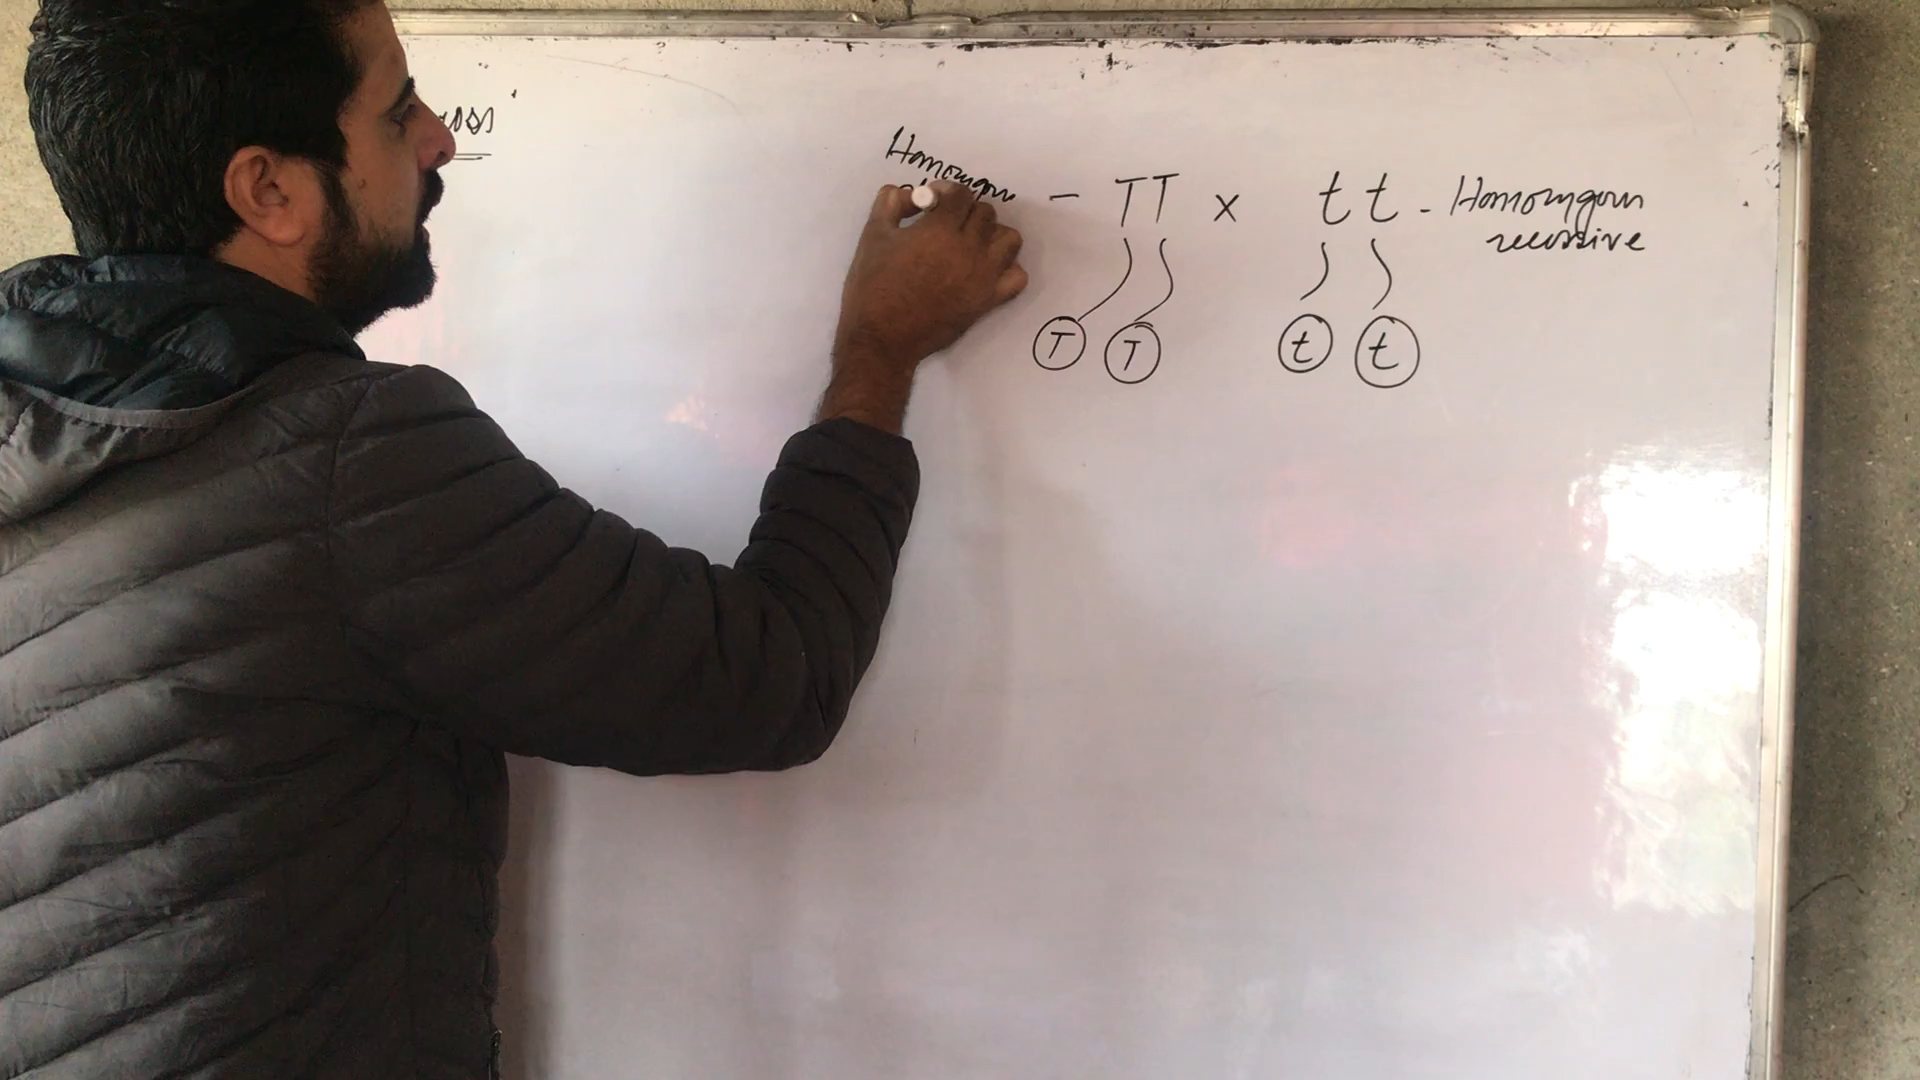 Homozygous
- TT x tt - Homozygous
recessive
T T t t